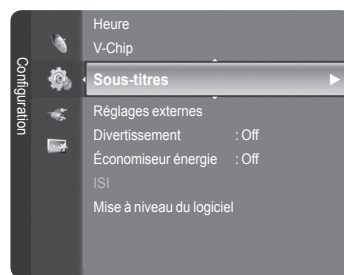 Configuration
Heure
V-Chip
Sous-titres
Réglages externes
Divertissement : Off
Économiseur énergie : Off
ISI
Mise à niveau du logiciel